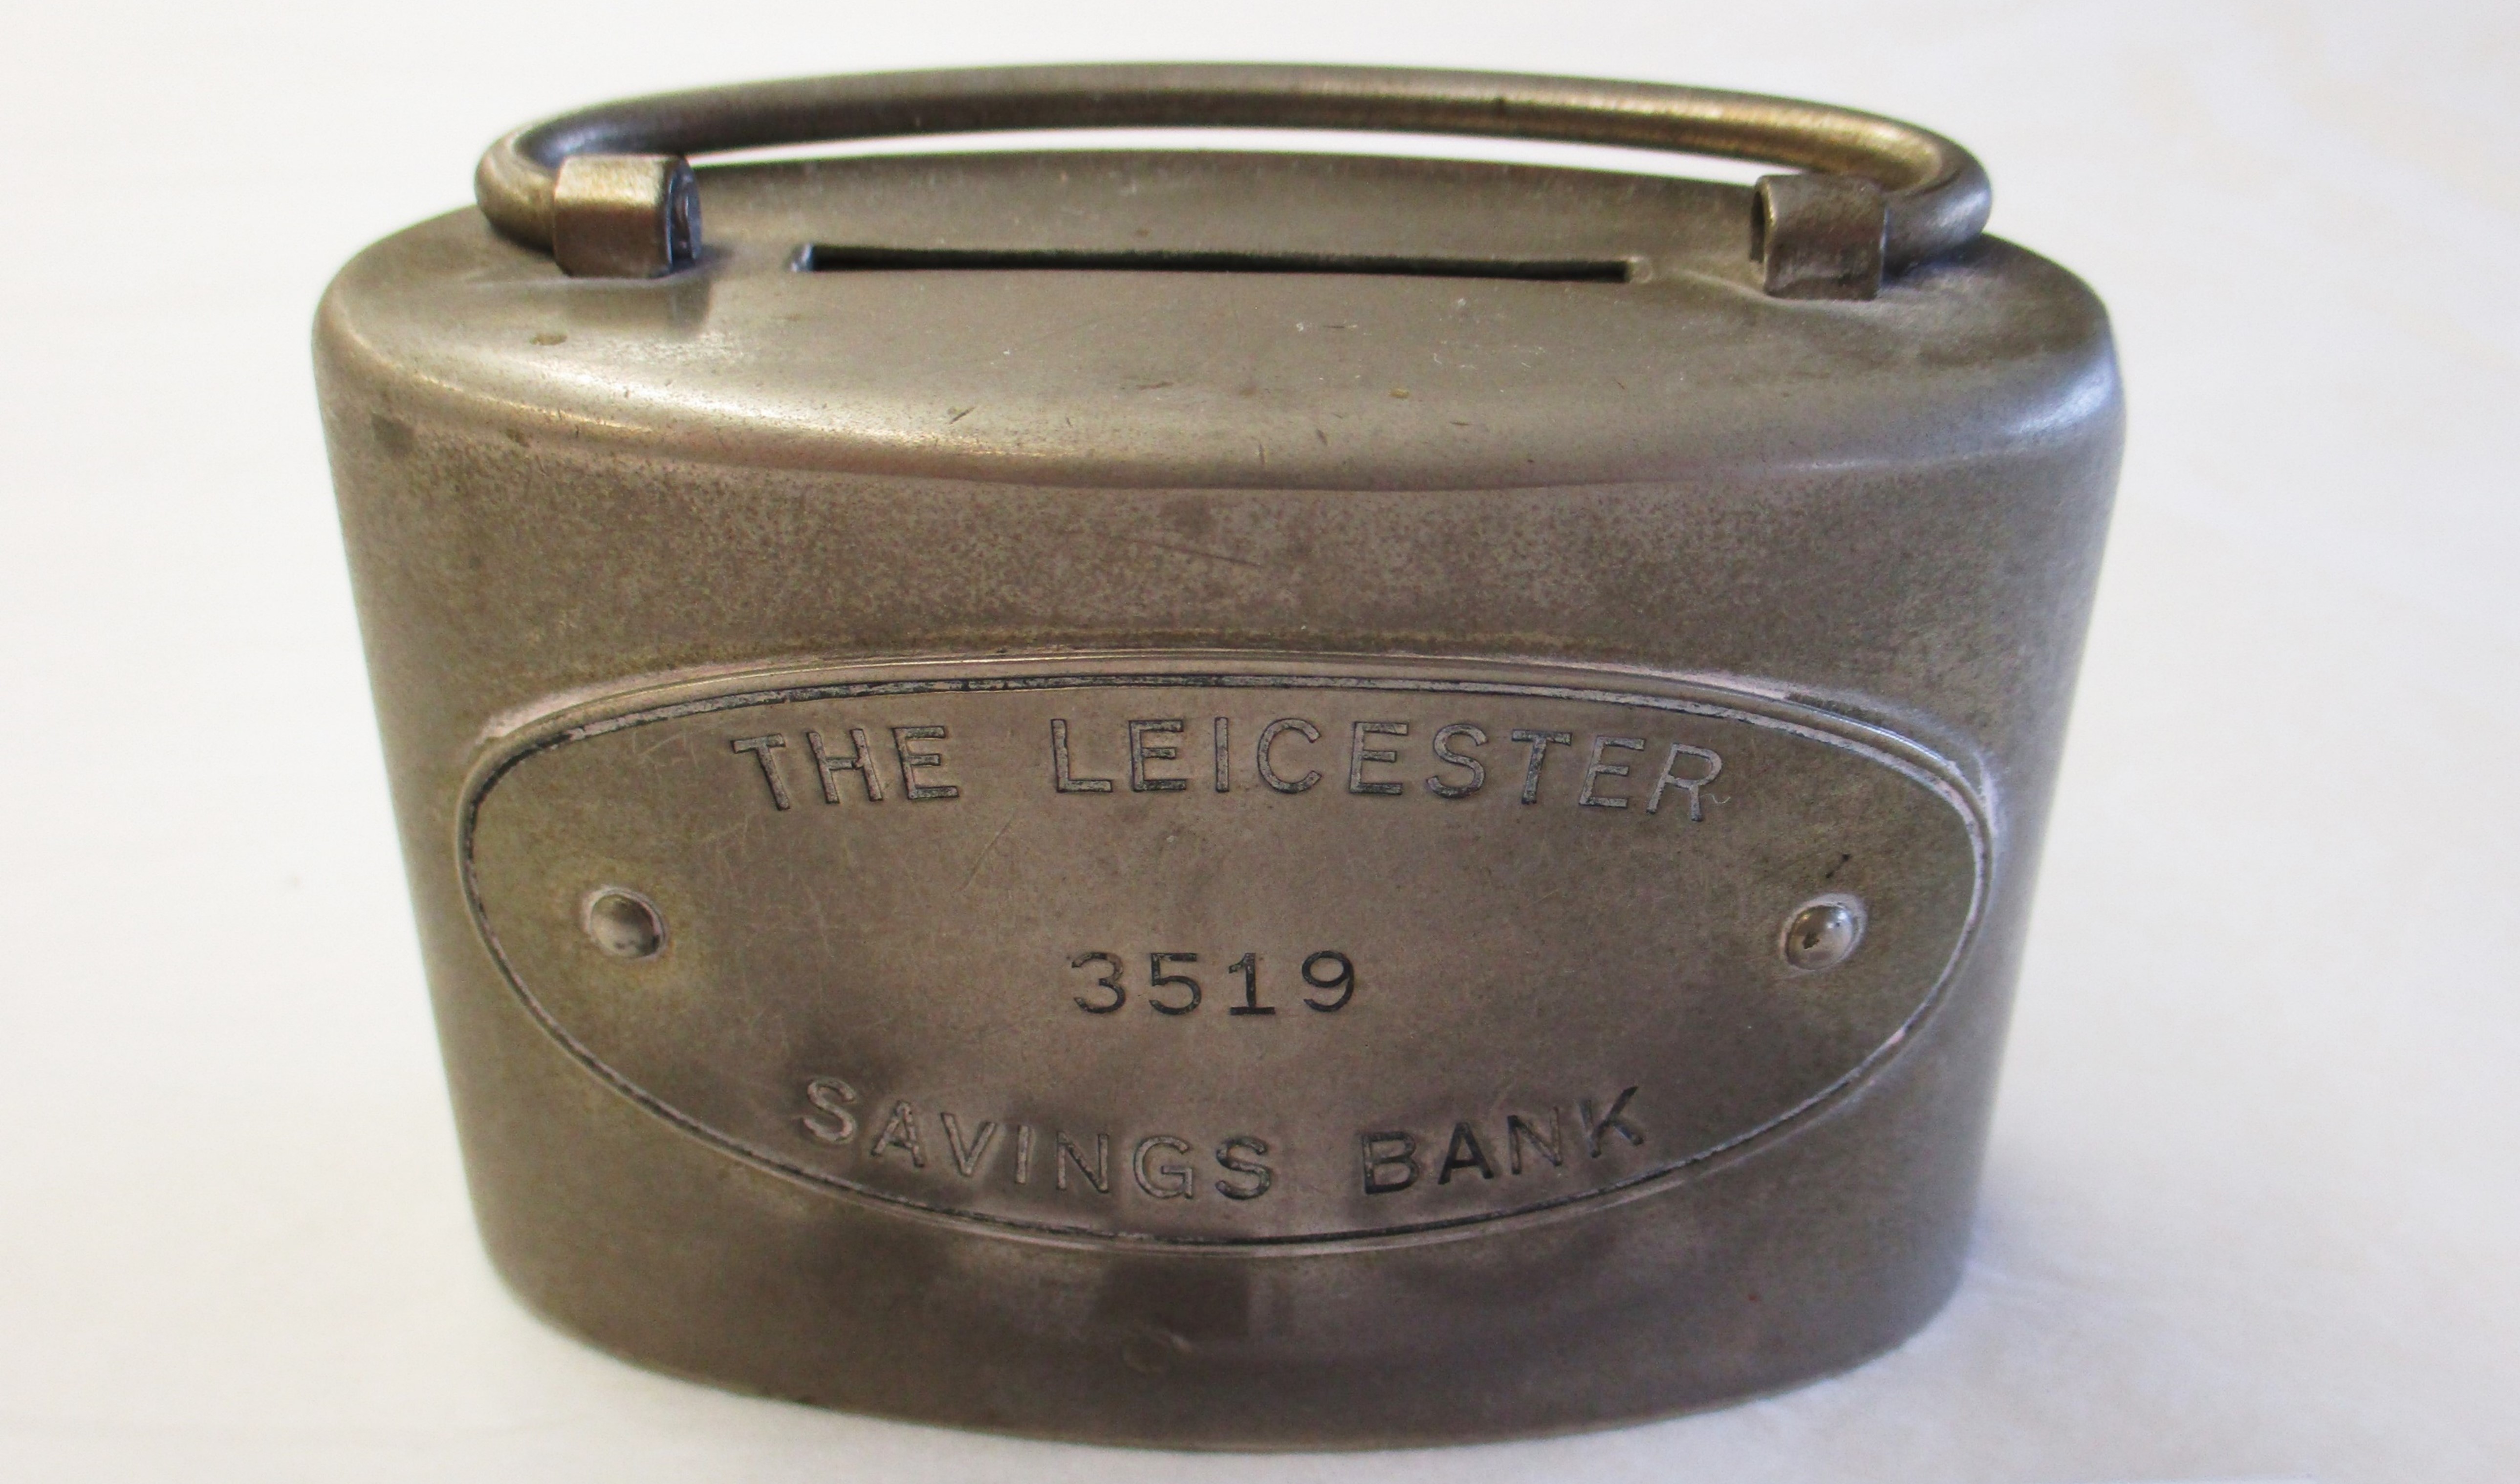 THE LEICESTER
3519
SAVINGS BANK